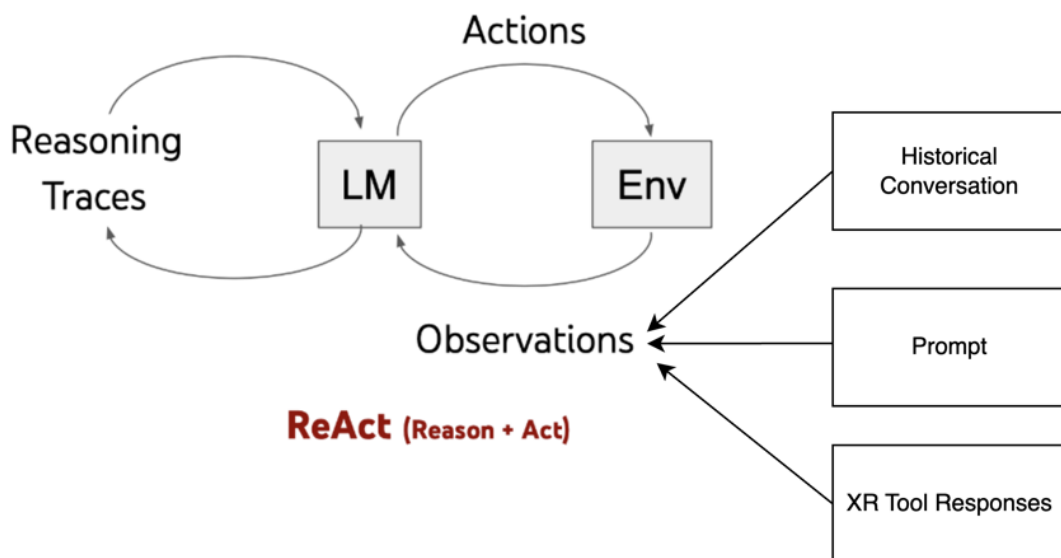 Actions
Reasoning
Traces
LM
Env
Historical
Conversation
Observations
Prompt
ReAct (Reason + Act)
XR Tool Responses